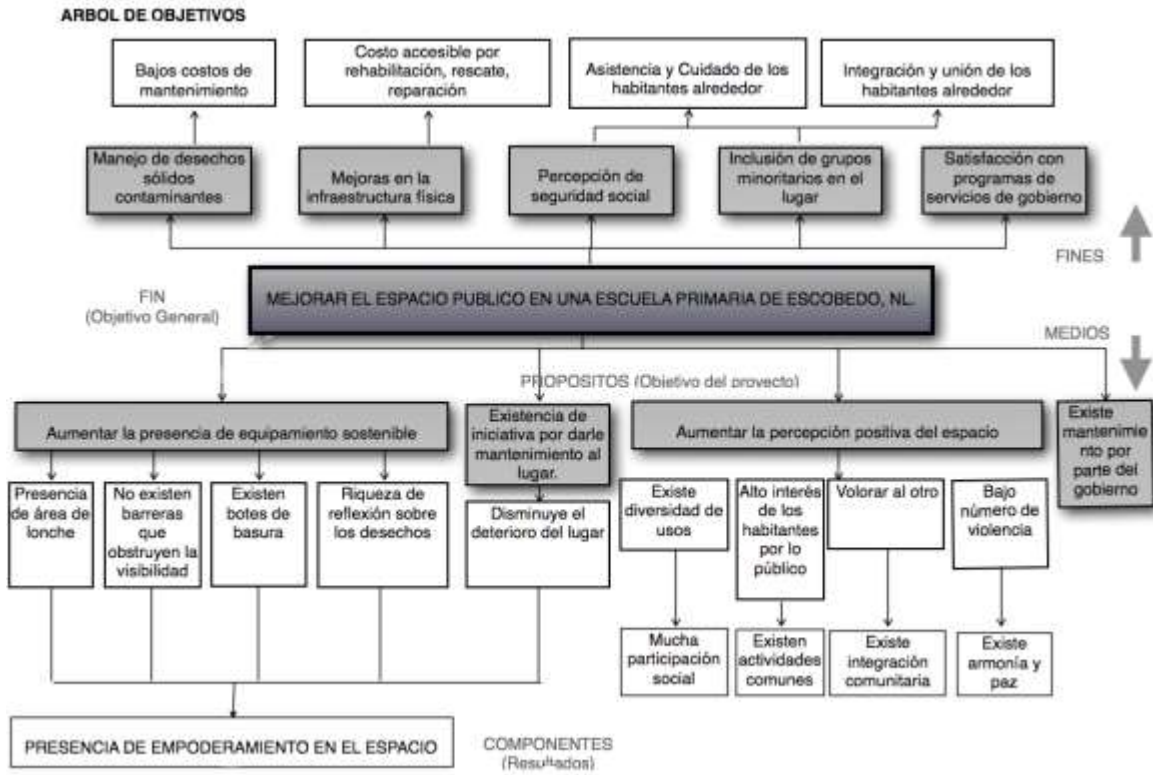 ARBOL DE OBJETIVOS
Bajos costos de
mantenimiento
Costo accesible por
rehabilitación, rescate,
reparación
Asistencia y Cuidado de los
habitantes alrededor
Integración y unión de los
habitantes alrededor
Manejo de desechos
sólidos
contaminantes
Mejoras en la
infraestructura física
Percepción de
seguridad social
Inclusión de grupos
minoritarios en el
lugar
Satisfacción con
programas de
servicios de gobierno
FINES
FIN
(Objetivo General)
MEJORAR EL ESPACIO PUBLICO EN UNA ESCUELA PRIMARIA DE ESCOBEDO, NL.
MEDIOS
PROPOSITOS (Objetivo del proyecto)
Aumentar la presencia de equipamiento sostenible
Existencia de
iniciativa por darle
mantenimiento al
lugar.
Aumentar la percepción positiva del espacio
Existe
mantenimie
nto por
parte del
gobierno
Presencia
de área de
lonche
No existen
barreras
que
obstruyen la
visibilidad
Existen
botes de
basura
Riqueza de
reflexión sobre
los desechos
Disminuye el
deterioro del lugar
Existe
diversidad de
usos
Alto interés
de los
habitantes
por lo
público
Volorar al otro
Bajo
número de
violencia
Mucha
participación
social
Existen
actividades
comunes
Existe
integración
comunitaria
Existe
armonía y
paz
PRESENCIA DE EMPODERAMIENTO EN EL ESPACIO
COMPONENTES
(Resultados)